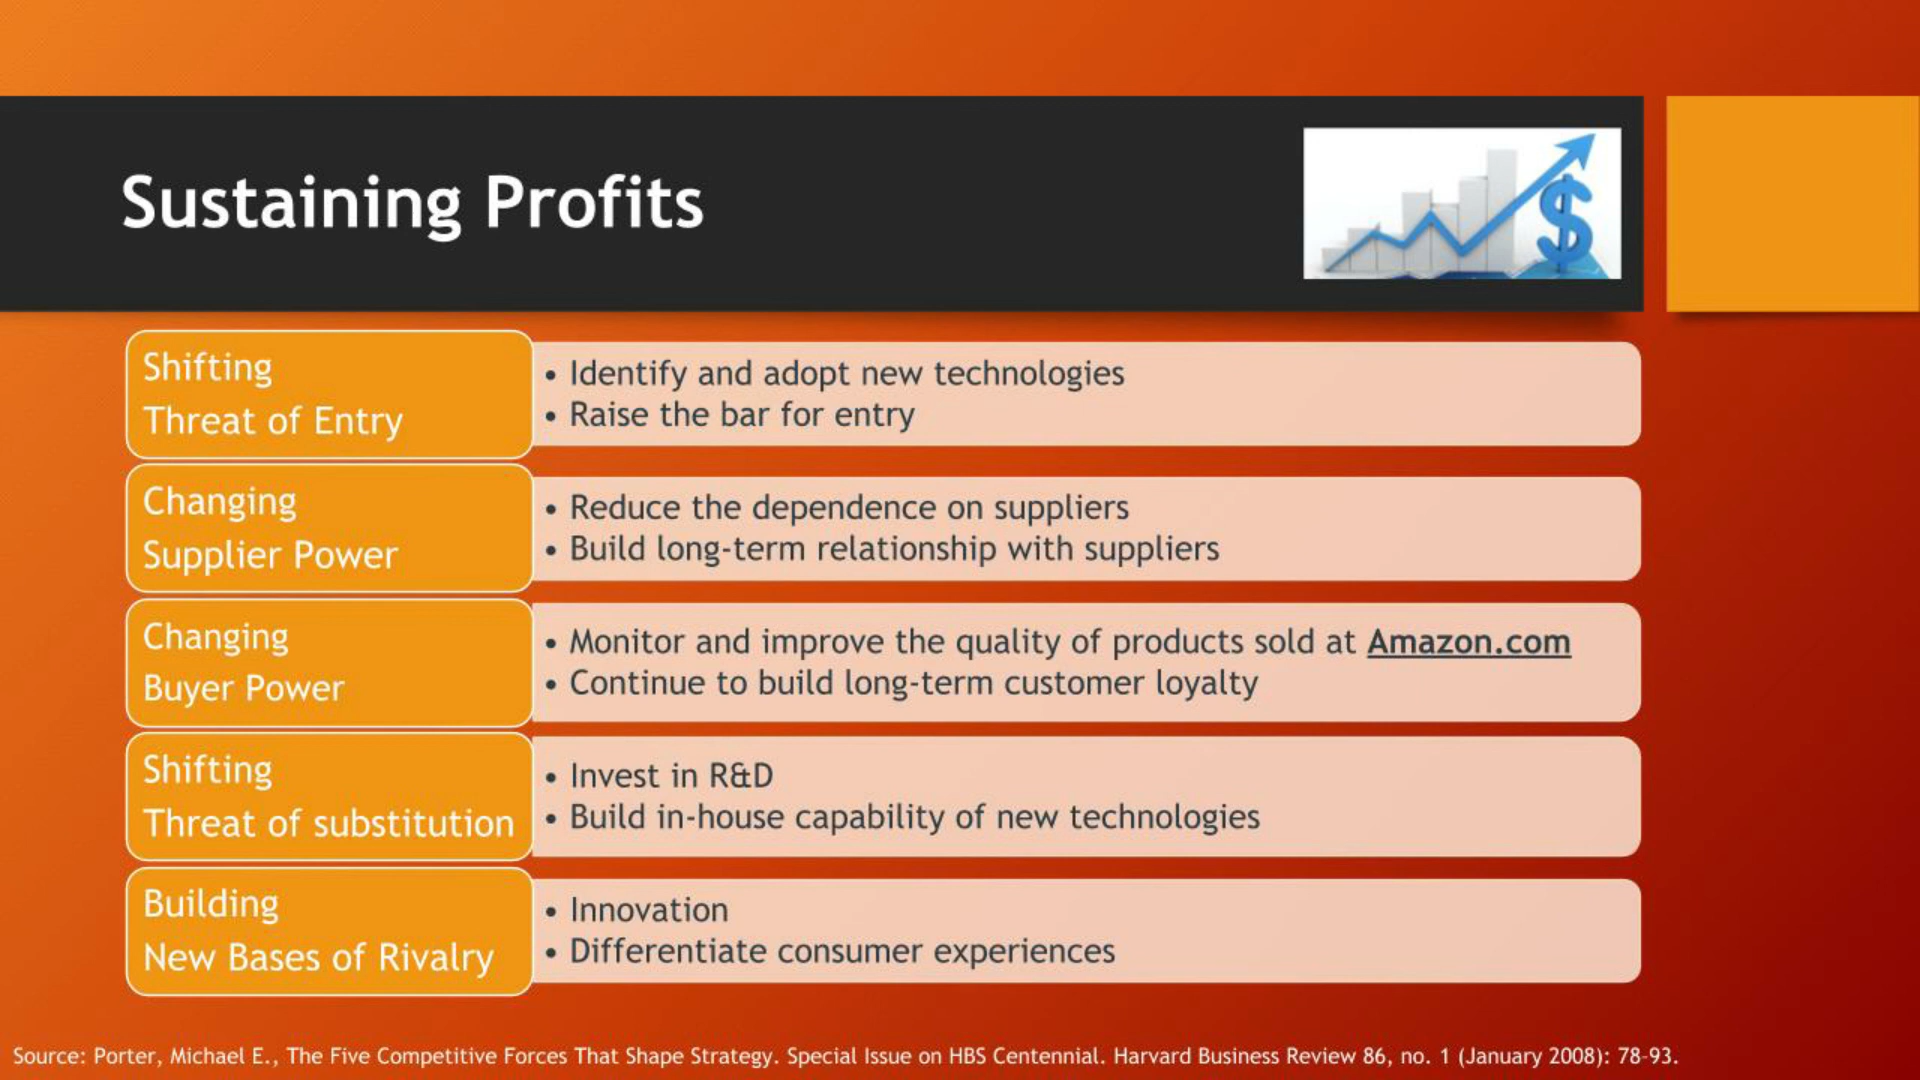 Sustaining Profits
$
Shifting
Threat of Entry
• Identify and adopt new technologies
• Raise the bar for entry
Changing
Supplier Power
• Reduce the dependence on suppliers
• Build long-term relationship with suppliers
Changing
Buyer Power
• Monitor and improve the quality of products sold at Amazon.com
• Continue to build long-term customer loyalty
Shifting
Threat of substitution
• Invest in R&D
• Build in-house capability of new technologies
Building
New Bases of Rivalry
• Innovation
• Differentiate consumer experiences
Source: Porter, Michael E., The Five Competitive Forces That Shape Strategy. Special Issue on HBS Centennial. Harvard Business Review 86, no. 1 (January 2008): 78-93.